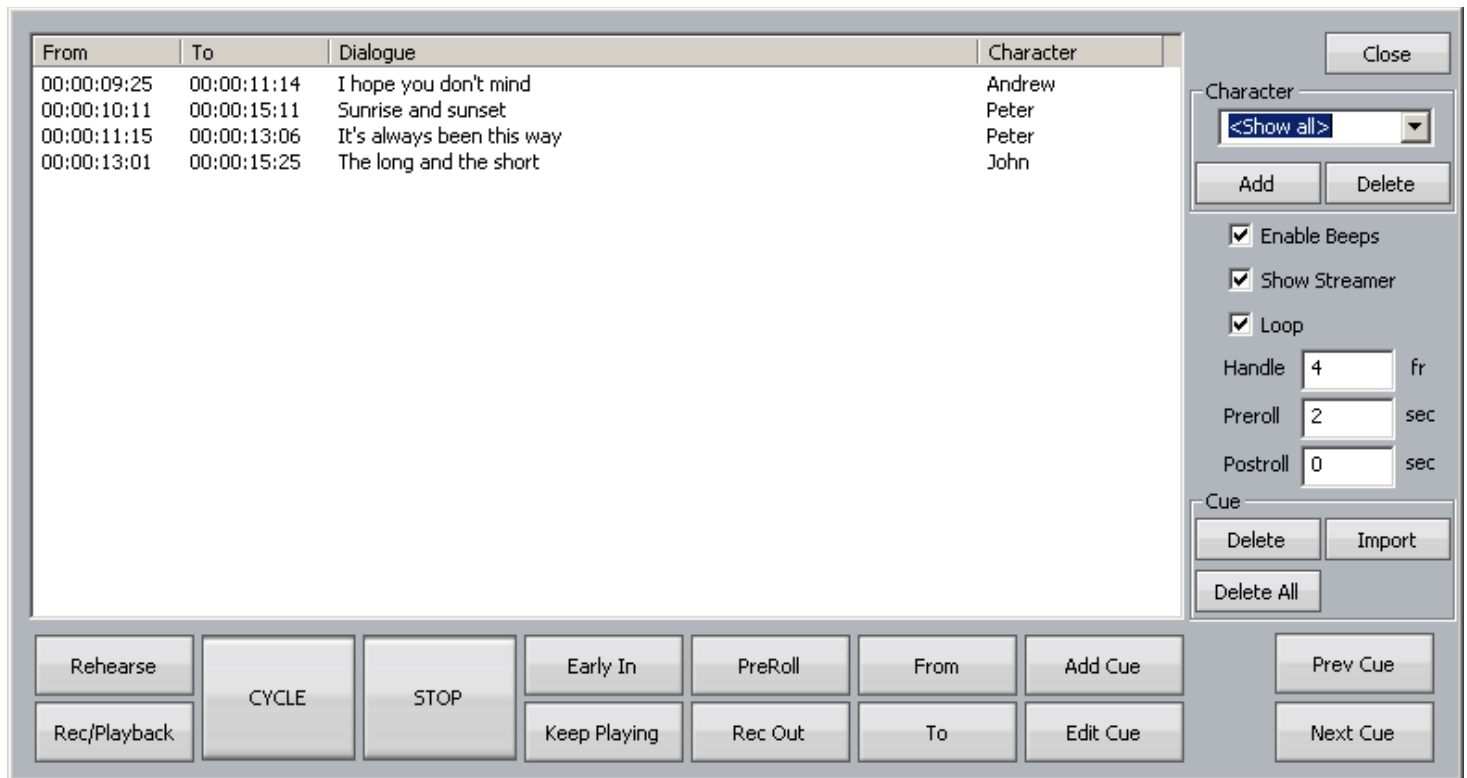 From To Dialogue Character
00:00:09:25 00:00:11:14 I hope you don't mind Andrew
00:00:10:11 00:00:15:11 Sunrise and sunset Peter
00:00:11:15 00:00:13:06 It's always been this way Peter
00:00:13:01 00:00:15:25 The long and the short John
Close
Character
<Show all>
Add Delete
Enable Beeps
Show Streamer
Loop
Handle 4 fr
Preroll 2 sec
Postroll 0 sec
Cue
Delete Import
Delete All
Rehearse CYCLE STOP Early In PreRoll From Add Cue Prev Cue
Rec/Playback Keep Playing Rec Out To Edit Cue Next Cue